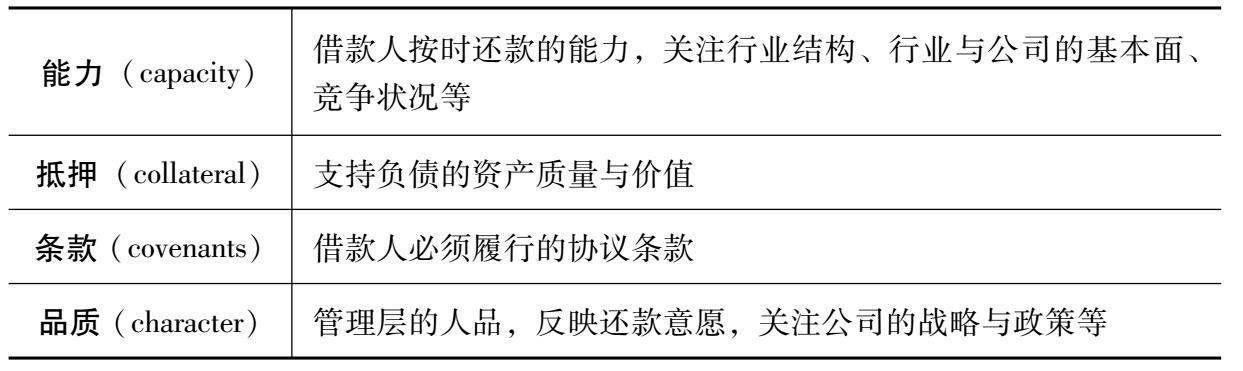 能力（capacity）
借款人按时还款的能力，关注行业结构、行业与公司的基本面、
竞争状况等
抵押（collateral）
支持负债的资产质量与价值
条款（covenants）
借款人必须履行的协议条款
品质（character）
管理层的人品，反映还款意愿，关注公司的战略与政策等